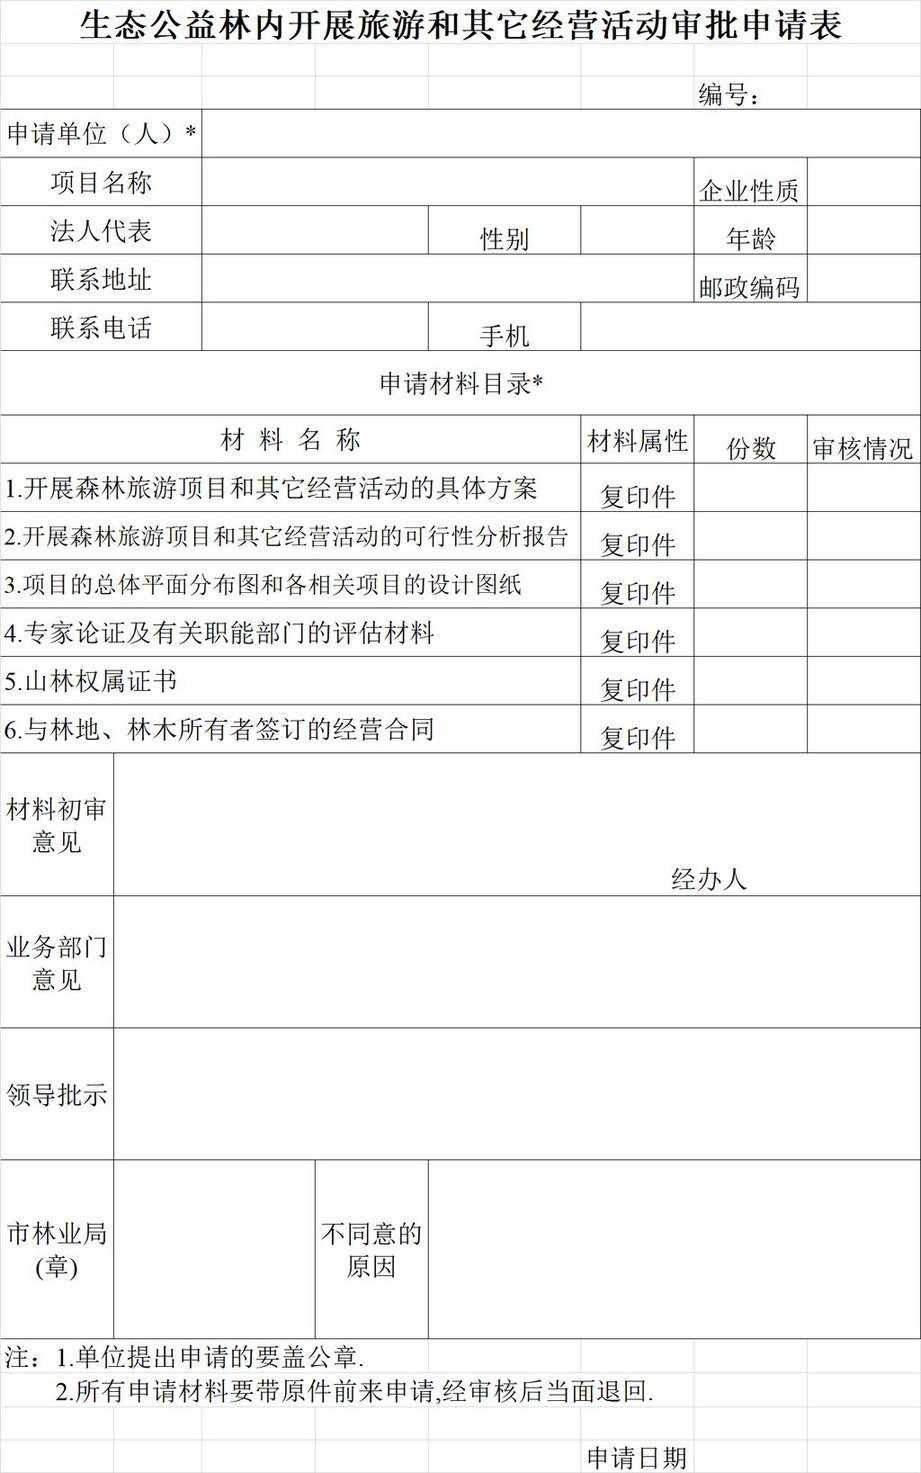 生态公益林内开展旅游和其它经营活动审批申请表
编号：
申请单位（人）*
项目名称
企业性质
法人代表
性别
年龄
联系地址
邮政编码
联系电话
手机
申请材料目录*
材 料 名 称
材料属性
份数
审核情况
1.开展森林旅游顶目和其它经营活动的具体方案
复印件
2.开展森林旅游顶目和其它经营活动的可行性分析报告
复印件
3.项目的总体平面分布图和各相关项目的设计图纸
复印件
4.专家论证及有关职能部门的评估材料
复印件
5.山林权属证书
复印件
6.与林地、林木所有者签订的经营合同
复印件
材料初审
意见
经办人
业务部门
意见
领导批示
市林业局
(章)
不同意的
原因
注：1.单位提出申请的要盖公章.
2.所有申请材料要带原件前来申请,经审核后当面退回.
申请日期